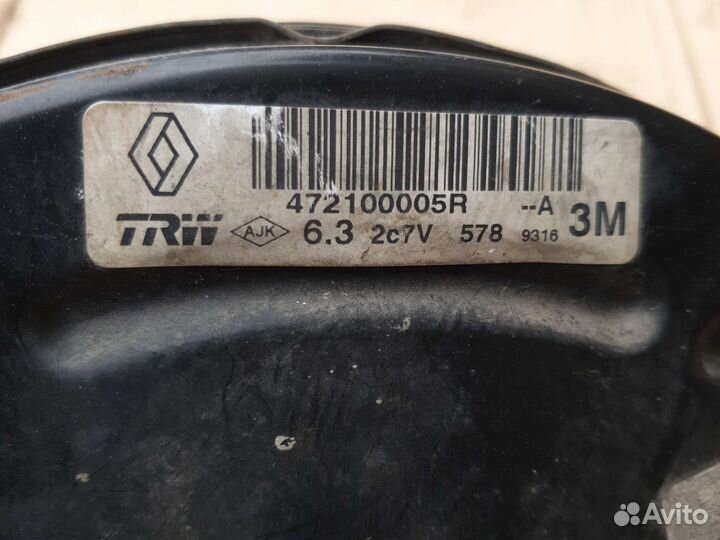 472100005R --A
TRW AJK 6.3 2c7V 578 9316 3M
Avito